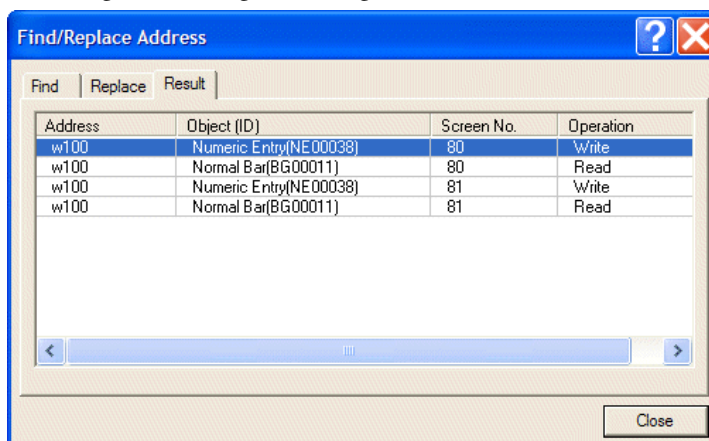 Find/Replace Address
Find Replace Result
Address Object (ID) Screen No. Operation
w100 Numeric Entry(NE00038) 80 Write
w100 Normal Bar(BG00011) 80 Read
w100 Numeric Entry(NE00038) 81 Write
w100 Normal Bar(BG00011) 81 Read
Close